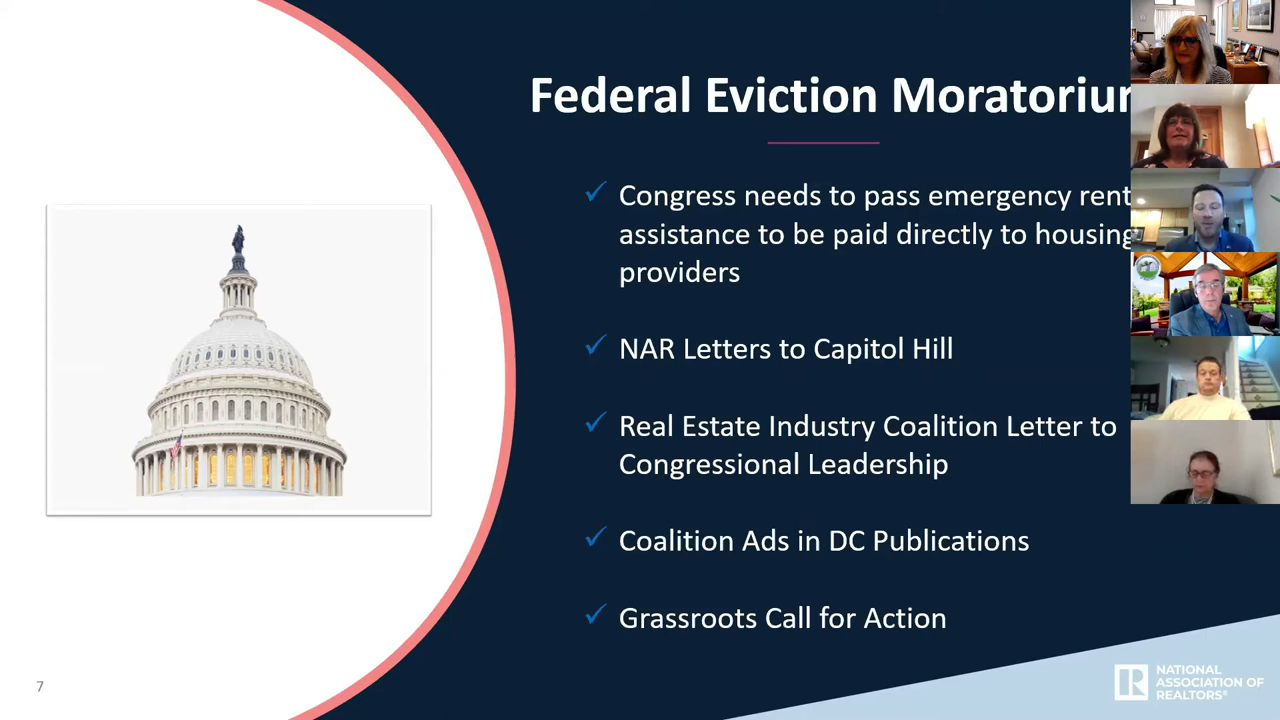 Federal Eviction Moratoriu
Congress needs to pass emergency rent
assistance to be paid directly to housing
providers
NAR Letters to Capitol Hill
Real Estate Industry Coalition Letter to
Congressional Leadership
Coalition Ads in DC Publications
Grassroots Call for Action
7
NATIONAL
ASSOCIATION OF
REALTORS®